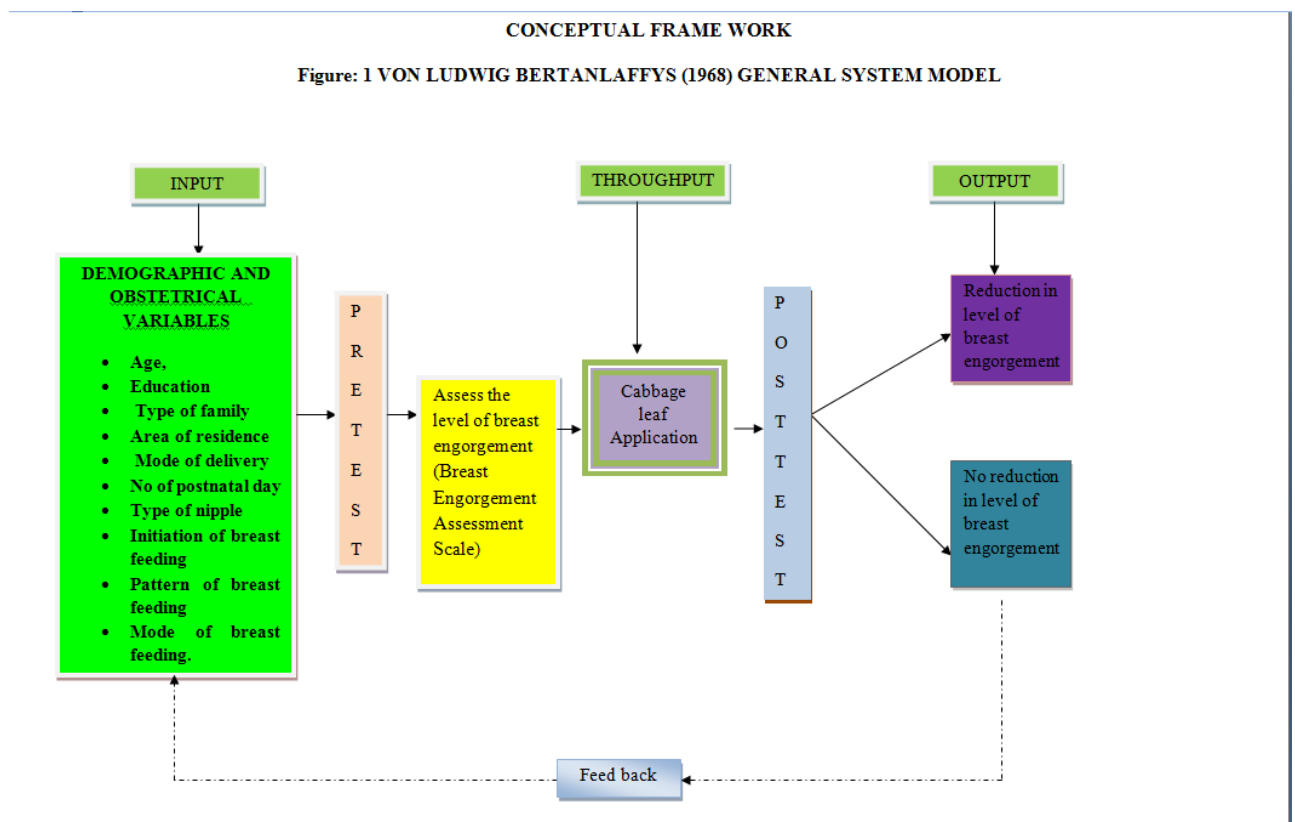 CONCEPTUAL FRAME WORK
Figure: 1 VON LUDWIG BERTANLAFFYS (1968) GENERAL SYSTEM MODEL
INPUT
THROUGHPUT
OUTPUT
DEMOGRAPHIC AND
OBSTETRICAL
VARIABLES
• Age,
• Education
• Type of family
• Area of residence
• Mode of delivery
• No of postnatal day
• Type of nipple
• Initiation of breast
feeding
• Pattern of breast
feeding
• Mode of breast
feeding.
P
R
E
T
E
S
T
Assess the
level of breast
engorgement
(Breast
Engorgement
Assessment
Scale)
Cabbage
leaf
Application
P
O
S
T
T
E
S
T
Reduction in
level of
breast
engorgement
No reduction
in level of
breast
engorgement
Feed back